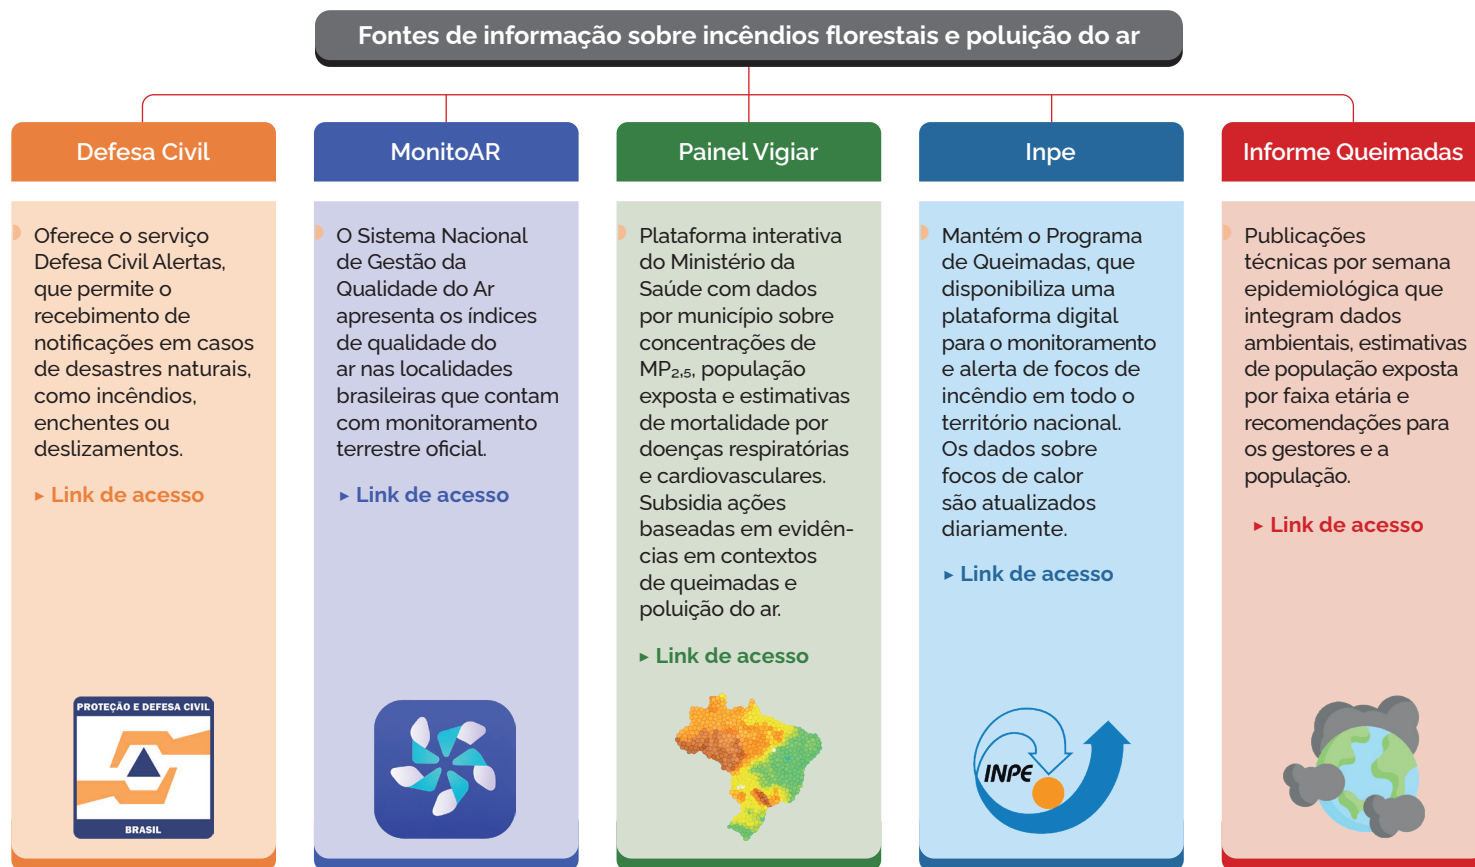 Fontes de informação sobre incêndios florestais e poluição do ar
Defesa Civil
Oferece o serviço
Defesa Civil Alertas,
que permite o
recebimento de
notificações em casos
de desastres naturais,
como incêndios,
enchentes ou
deslizamentos.
► Link de acesso
PROTEÇÃO E DEFESA CIVIL
BRASIL
MonitoAR
O Sistema Nacional
de Gestão da
Qualidade do Ar
apresenta os índices
de qualidade do
ar nas localidades
brasileiras que contam
com monitoramento
terrestre oficial.
► Link de acesso
Painel Vigiar
Plataforma interativa
do Ministério da
Saúde com dados
por município sobre
concentrações de
MP₂,₅, população
exposta e estimativas
de mortalidade por
doenças respiratórias
e cardiovasculares.
Subsidia ações
baseadas em evidên-
cias em contextos
de queimadas e
poluição do ar.
► Link de acesso
Inpe
Mantém o Programa
de Queimadas, que
disponibiliza uma
plataforma digital
para o monitoramento
e alerta de focos de
incêndio em todo o
território nacional.
Os dados sobre
focos de calor
são atualizados
diariamente.
► Link de acesso
INPE
Informe Queimadas
Publicações
técnicas por semana
epidemiológica que
integram dados
ambientais, estimativas
de população exposta
por faixa etária e
recomendações para
os gestores e a
população.
► Link de acesso